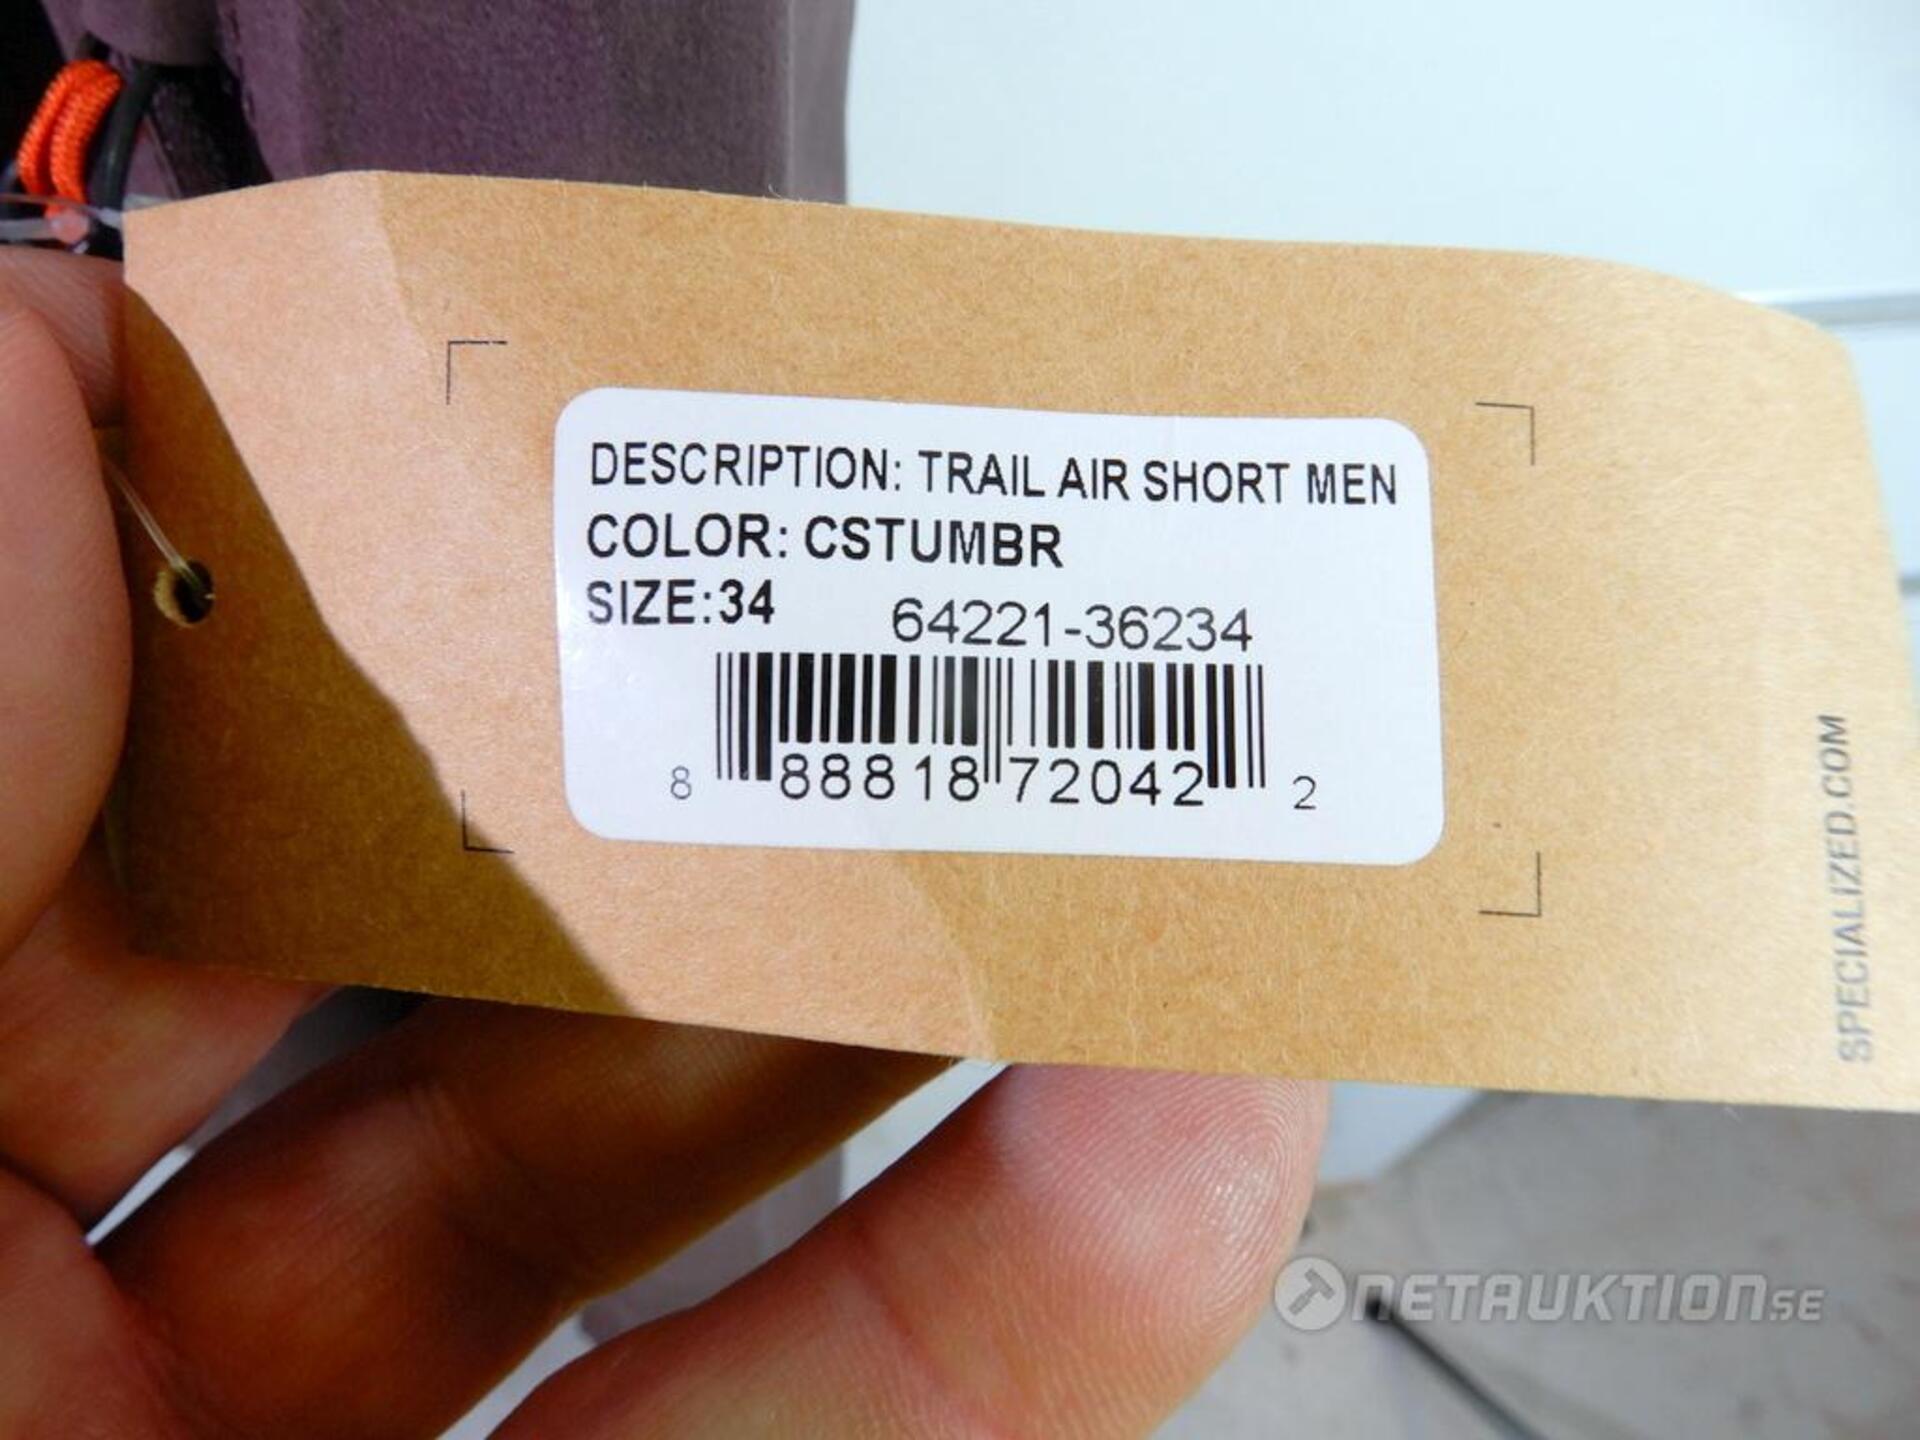 DESCRIPTION: TRAIL AIR SHORT MEN
COLOR: CSTUMBR
SIZE:34
64221-36234
8 88818 72042 2
SPECIALIZED.COM
NETAUKTION.SE